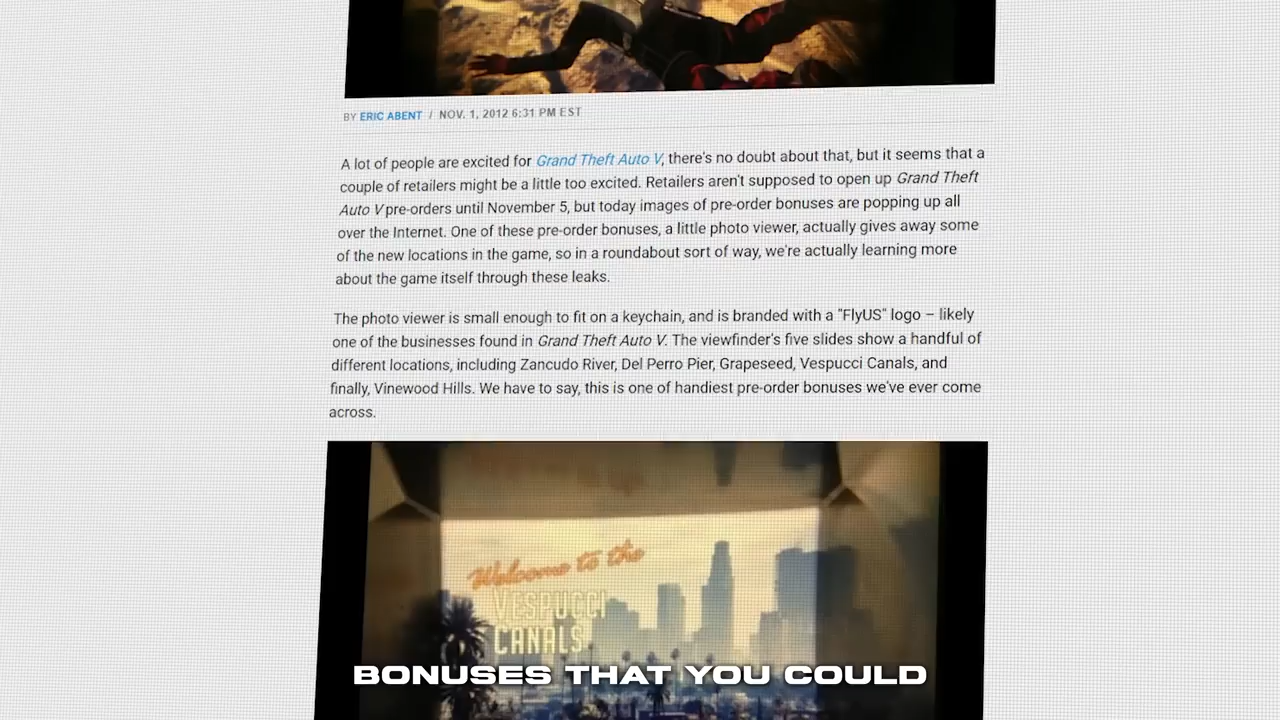 BY ERIC ABENT / NOV. 1, 2012 6:31 PM EST
A lot of people are excited for Grand Theft Auto V, there's no doubt about that, but it seems that a
couple of retailers might be a little too excited. Retailers aren't supposed to open up Grand Theft
Auto V pre-orders until November 5, but today images of pre-order bonuses are popping up all
over the Internet. One of these pre-order bonuses, a little photo viewer, actually gives away some
of the new locations in the game, so in a roundabout sort of way, we're actually learning more
about the game itself through these leaks.
The photo viewer is small enough to fit on a keychain, and is branded with a "FlyUS" logo – likely
one of the businesses found in Grand Theft Auto V. The viewfinder's five slides show a handful of
different locations, including Zancudo River, Del Perro Pier, Grapeseed, Vespucci Canals, and
finally, Vinewood Hills. We have to say, this is one of handiest pre-order bonuses we've ever come
across.
Welcome to the
VESPUCCI
CANALS
BONUSES THAT YOU COULD